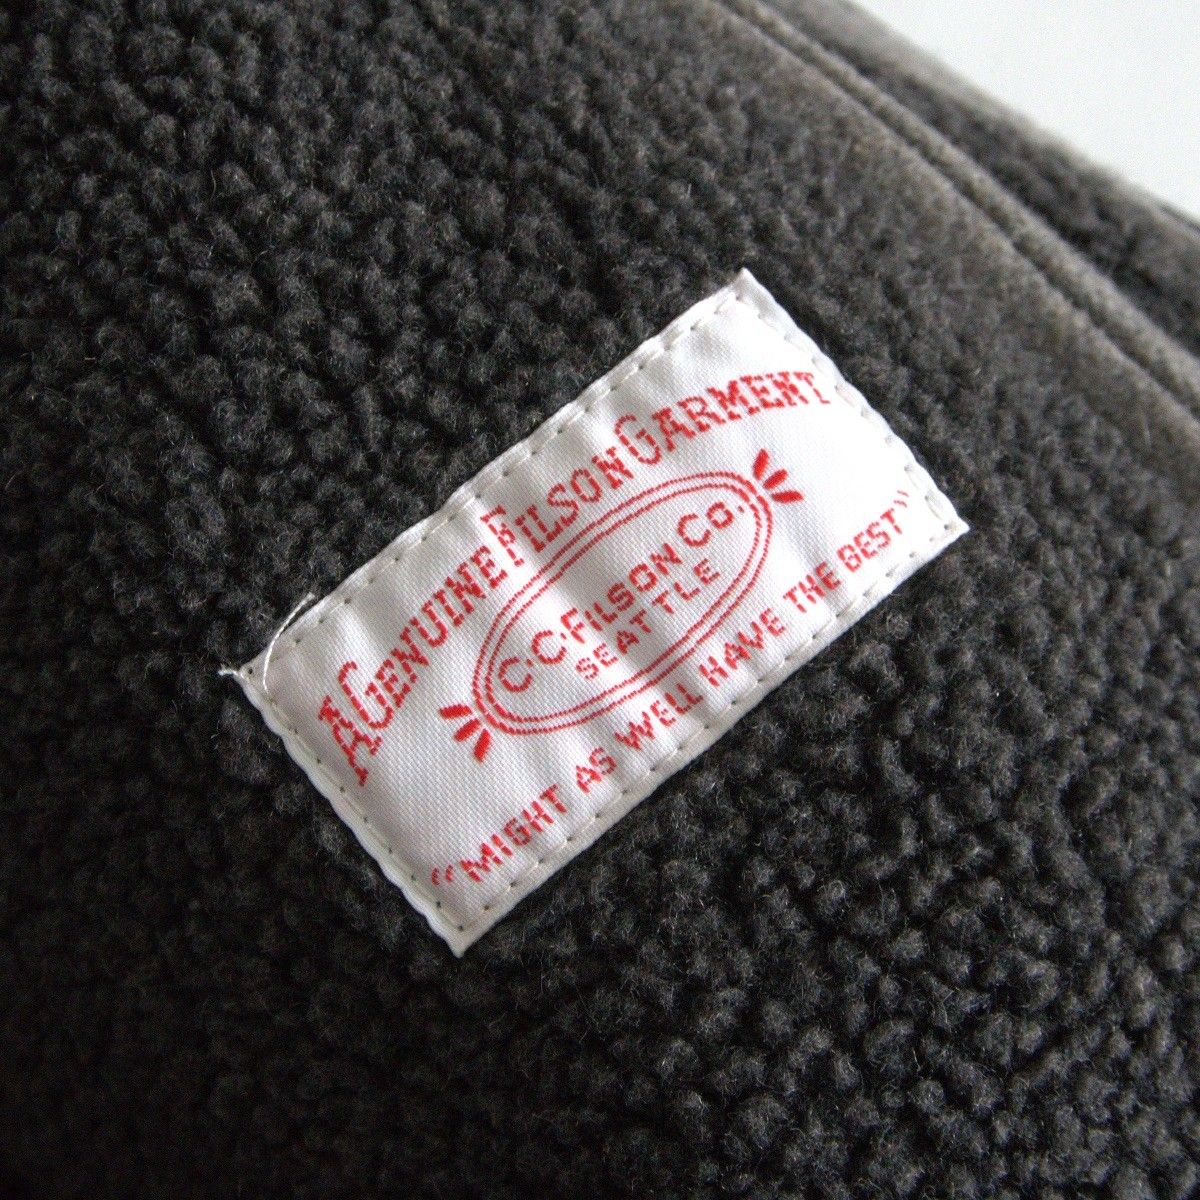 A GENUINE FILSON GARMENT
C·C·FILSON CO.
SEATTLE
"MIGHT AS WELL HAVE THE BEST"